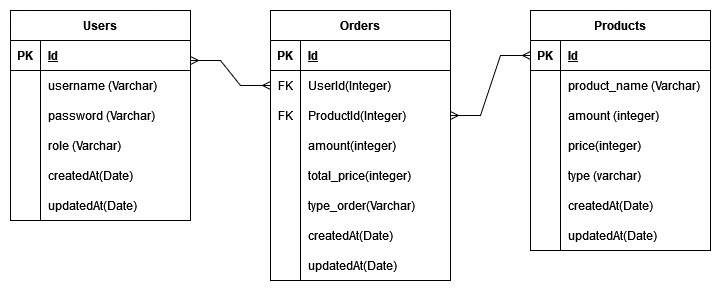 Users
PK Id
username (Varchar)
password (Varchar)
role (Varchar)
createdAt(Date)
updatedAt(Date)
Orders
PK Id
FK UserId(Integer)
FK ProductId(Integer)
amount(integer)
total_price(integer)
type_order(Varchar)
createdAt(Date)
updatedAt(Date)
Products
PK Id
product_name (Varchar)
amount (integer)
price(integer)
type (varchar)
createdAt(Date)
updatedAt(Date)